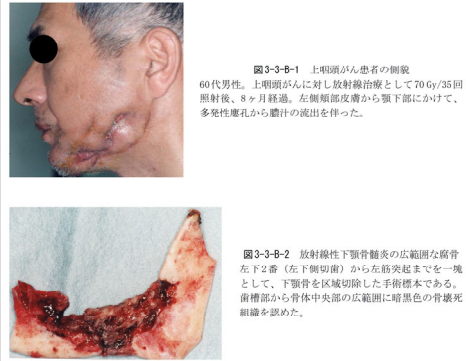 図3-3-B-1　上咽頭がん患者の側貌
60代男性。上咽頭がんに対し放射線治療として70 Gy/35回
照射後、8ヶ月経過。左側頬部皮膚から顎下部にかけて、
多発性瘻孔から膿汁の流出を伴った。
図3-3-B-2　放射線性下顎骨髄炎の広範囲な腐骨
左下2番（左下側切歯）から左筋突起までを一塊
として、下顎骨を区域切除した手術標本である。
歯槽部から骨体中央部の広範囲に暗黒色の骨壊死
組織を認めた。